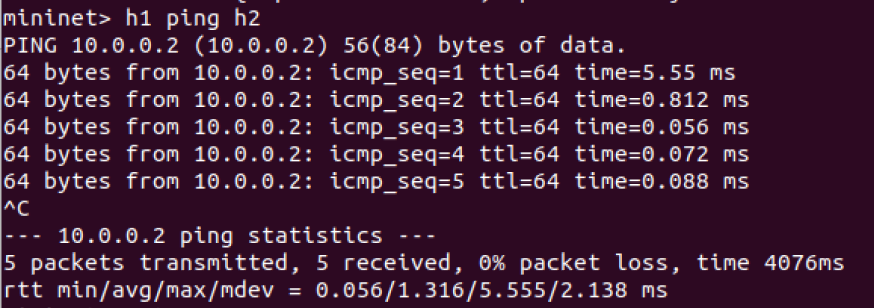 mininet> h1 ping h2
PING 10.0.0.2 (10.0.0.2) 56(84) bytes of data.
64 bytes from 10.0.0.2: icmp_seq=1 ttl=64 time=5.55 ms
64 bytes from 10.0.0.2: icmp_seq=2 ttl=64 time=0.812 ms
64 bytes from 10.0.0.2: icmp_seq=3 ttl=64 time=0.056 ms
64 bytes from 10.0.0.2: icmp_seq=4 ttl=64 time=0.072 ms
64 bytes from 10.0.0.2: icmp_seq=5 ttl=64 time=0.088 ms
^C
--- 10.0.0.2 ping statistics ---
5 packets transmitted, 5 received, 0% packet loss, time 4076ms
rtt min/avg/max/mdev = 0.056/1.316/5.555/2.138 ms